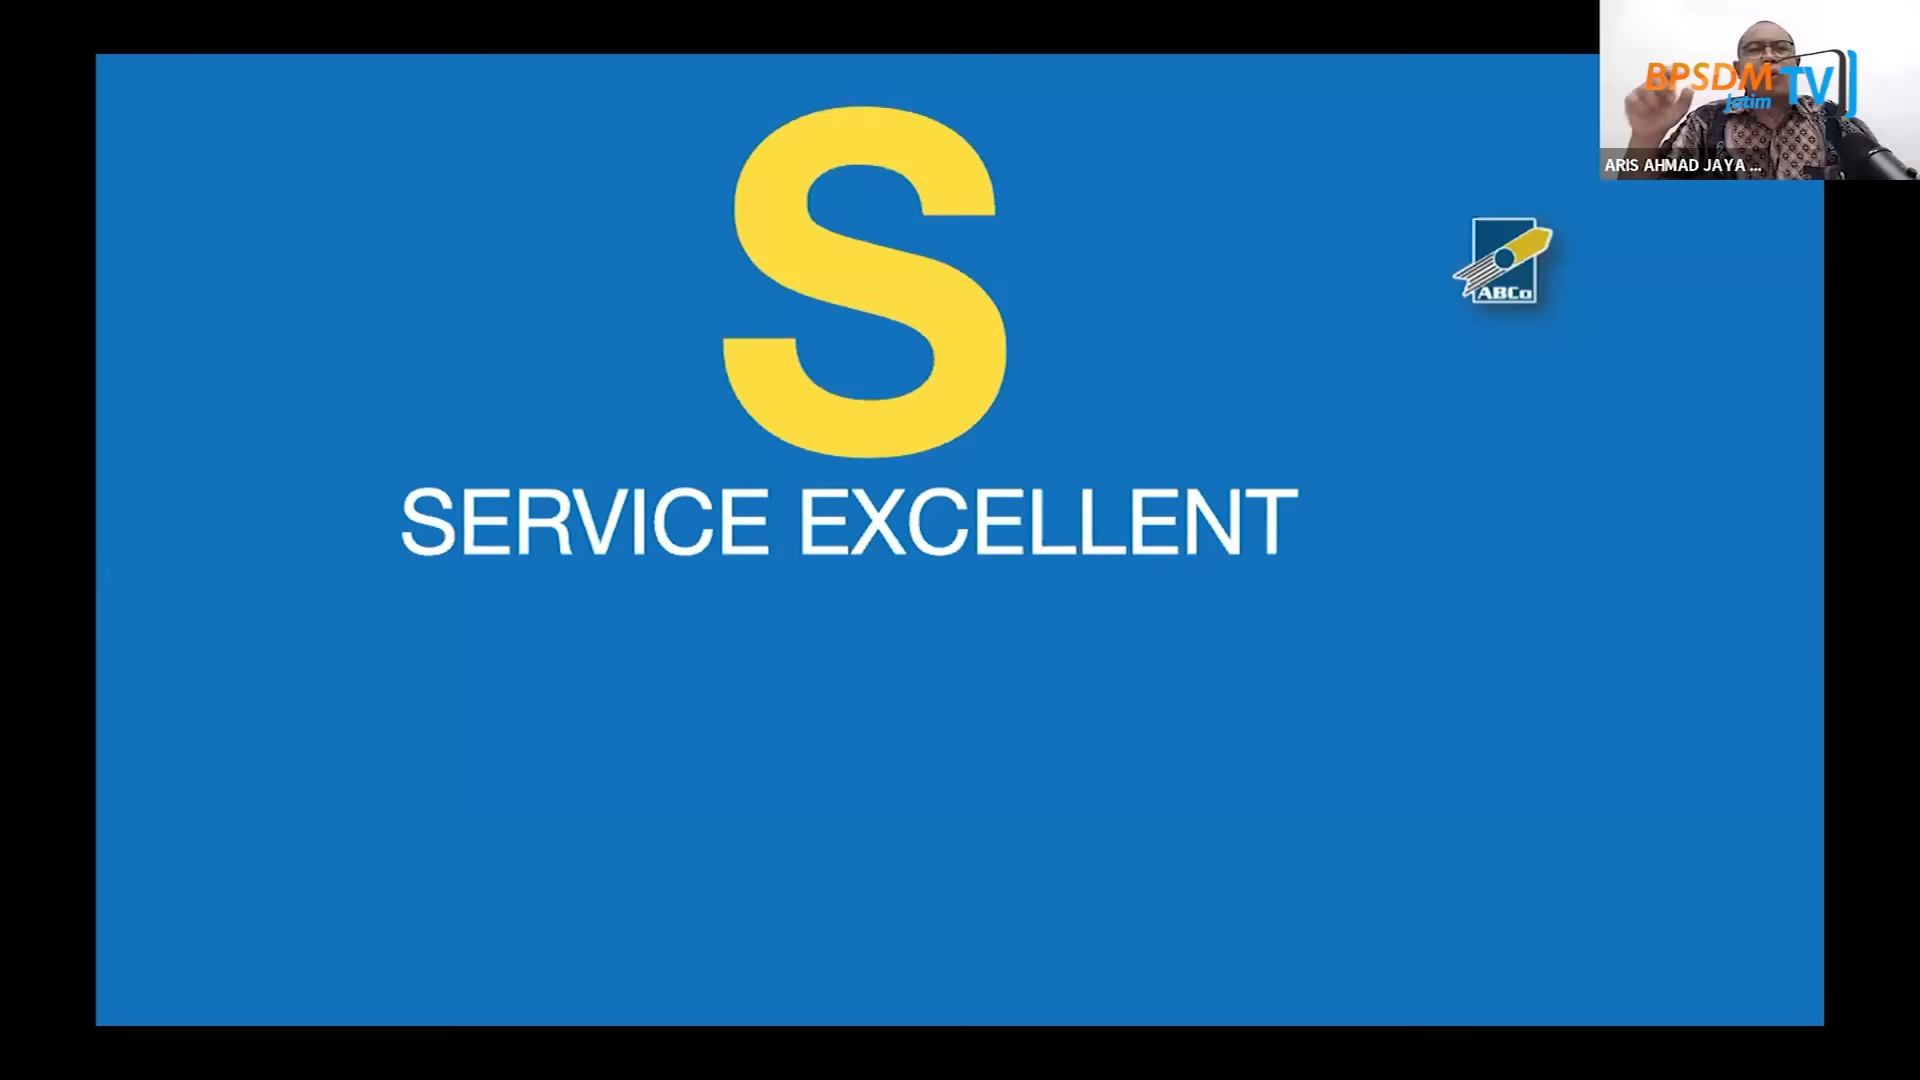 S
SERVICE EXCELLENT
ABCo
BPSDM TV
Jatim
ARIS AHMAD JAYA ...